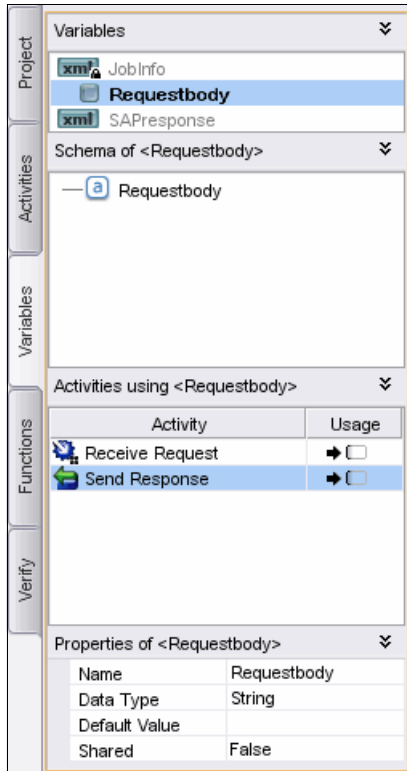 Project
Activities
Variables
Functions
Verify
Variables
xml JobInfo
Requestbody
xml SAPresponse
Schema of <Requestbody>
a Requestbody
Activities using <Requestbody>
Activity Usage
Receive Request
Send Response
Properties of <Requestbody>
Name Requestbody
Data Type String
Default Value
Shared False